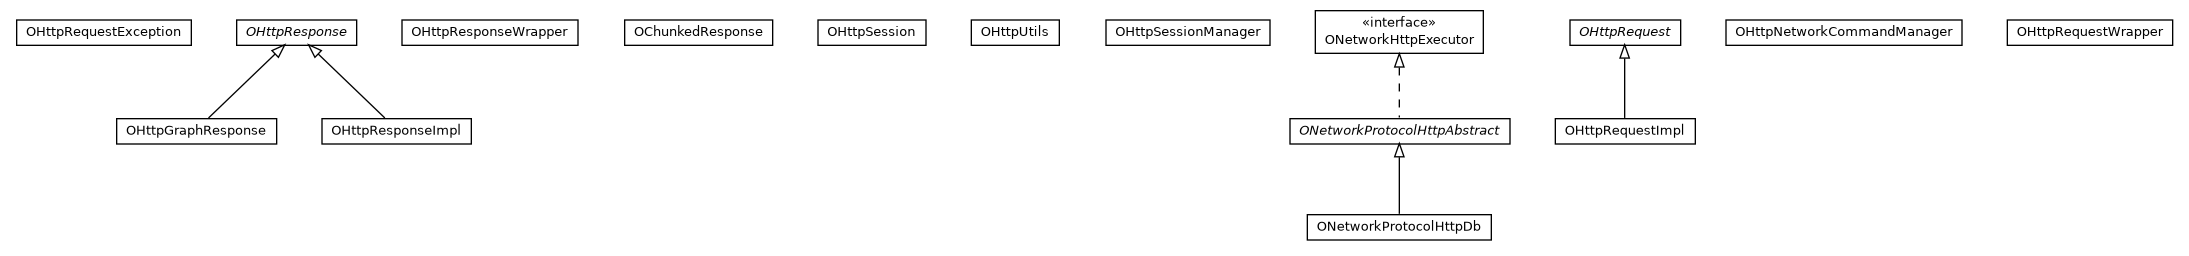 OHttpRequestException
OHttpResponse
OHttpResponseWrapper
OChunkedResponse
OHttpSession
OHttpUtils
OHttpSessionManager
«interface»
ONetworkHttpExecutor
OHttpRequest
OHttpNetworkCommandManager
OHttpRequestWrapper
OHttpGraphResponse
OHttpResponseImpl
ONetworkProtocolHttpAbstract
OHttpRequestImpl
ONetworkProtocolHttpDb